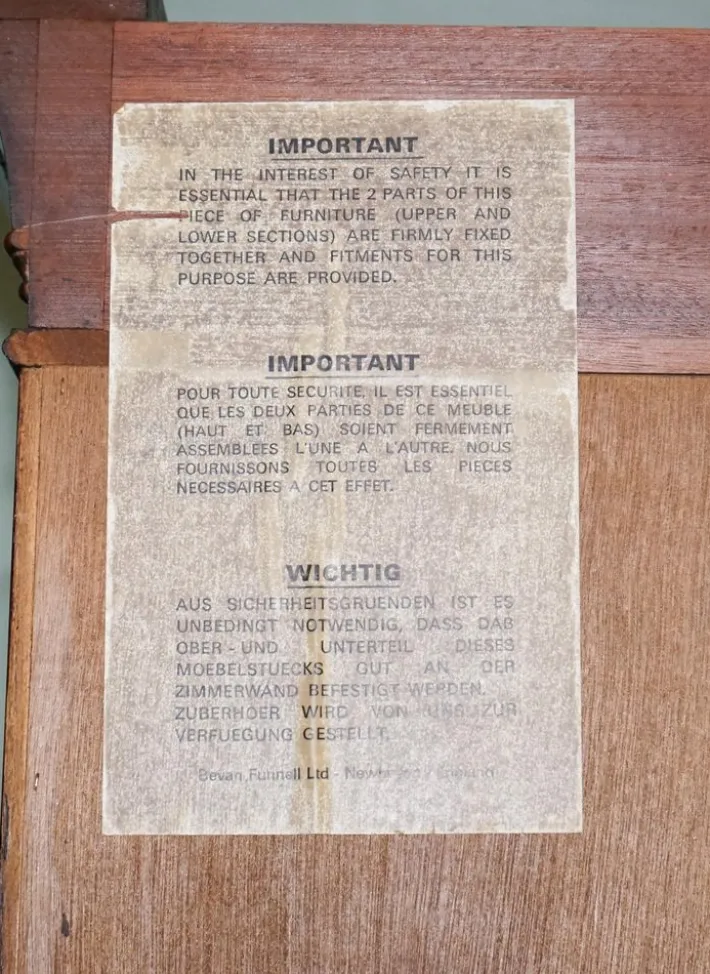 IMPORTANT
IN THE INTEREST OF SAFETY IT IS
ESSENTIAL THAT THE 2 PARTS OF THIS
PIECE OF FURNITURE (UPPER AND
LOWER SECTIONS) ARE FIRMLY FIXED
TOGETHER AND FITMENTS FOR THIS
PURPOSE ARE PROVIDED.
IMPORTANT
POUR TOUTE SECURITE, IL EST ESSENTIEL
QUE LES DEUX PARTIES DE CE MEUBLE
(HAUT ET BAS) SOIENT FERMEMENT
ASSEMBLEES L'UNE A L'AUTRE. NOUS
FOURNISSONS TOUTES LES PIECES
NECESSAIRES A CET EFFET.
WICHTIG
AUS SICHERHEITSGRUENDEN IST ES
UNBEDINGT NOTWENDIG, DASS DAB
OBER - UND UNTERTEIL DIESES
MOEBELSTUECKS GUT AN DER
ZIMMERWAND BEFESTIGT WERDEN.
ZUBERHOER WIRD VON UNS ZUR
VERFUEGUNG GESTELLT.
Bevan Funnell Ltd - England